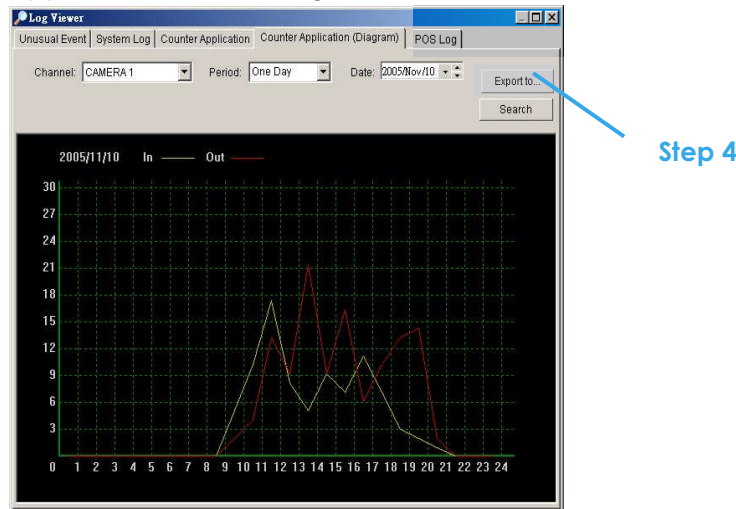 Log Viewer
Unusual Event System Log Counter Application Counter Application (Diagram) POS Log
Channel: CAMERA 1 Period: One Day Date: 2005/Nov/10
Export to...
Search
Step 4
2005/11/10 In Out
30
27
24
21
18
15
12
9
6
3
0 1 2 3 4 5 6 7 8 9 10 11 12 13 14 15 16 17 18 19 20 21 22 23 24